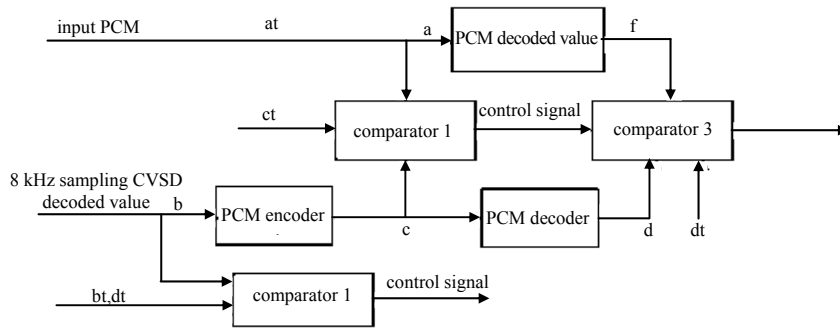 input PCM
at
a
PCM decoded value
f
ct
comparator 1
control signal
comparator 3
8 kHz sampling CVSD
decoded value
b
PCM encoder
c
PCM decoder
d
dt
bt,dt
comparator 1
control signal